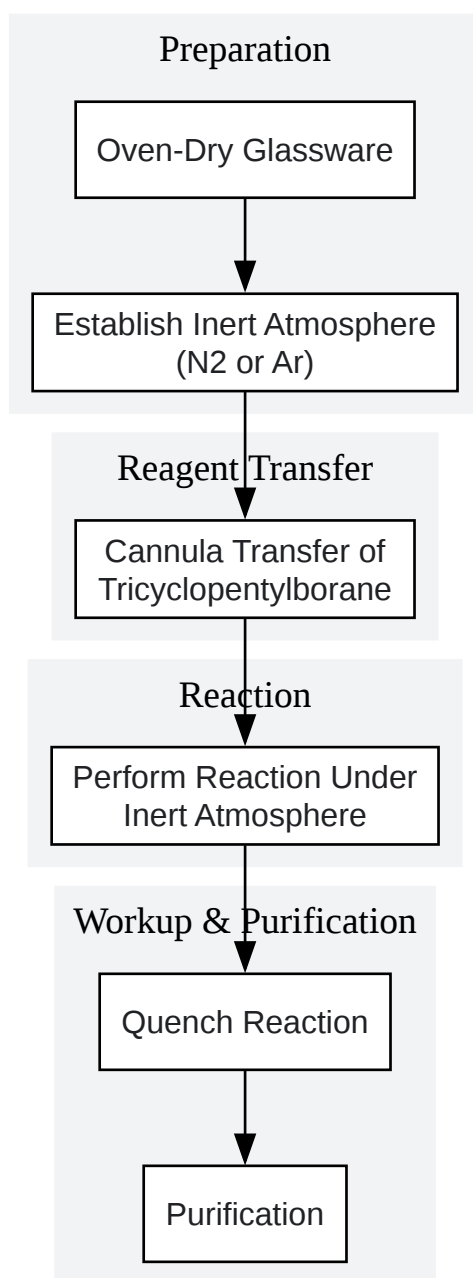 Preparation
Oven-Dry Glassware
Establish Inert Atmosphere
(N2 or Ar)
Reagent Transfer
Cannula Transfer of
Tricyclopentylborane
Reaction
Perform Reaction Under
Inert Atmosphere
Workup & Purification
Quench Reaction
Purification